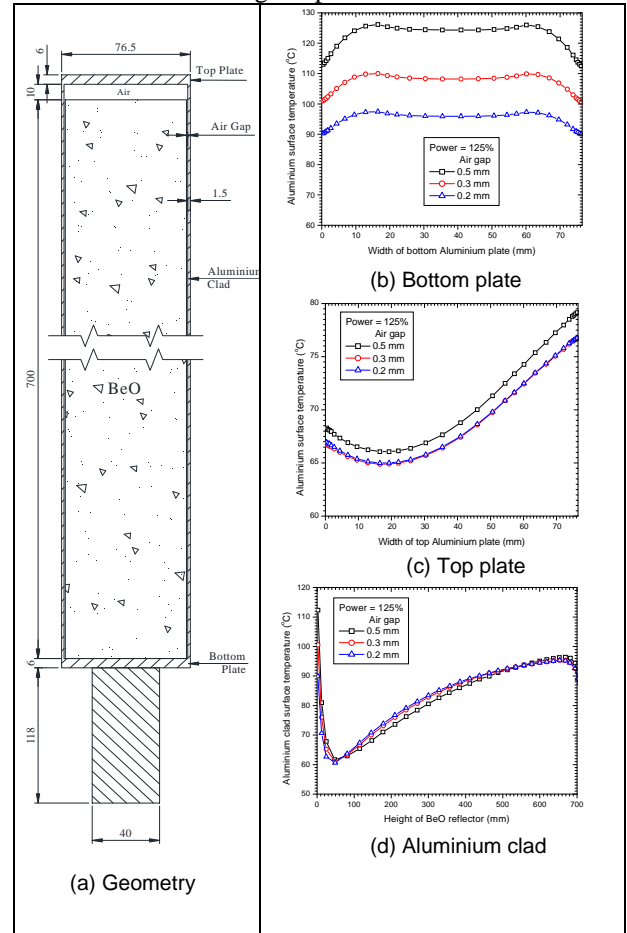 76.5
6
Top Plate
10
Air
Air Gap
1.5
Aluminium
Clad
700
BeO
Bottom
Plate
6
118
40
(a) Geometry
130
120
110
100
90
80
70
60
Aluminium surface temperature (°C)
Power = 125%
Air gap
0.5 mm
0.3 mm
0.2 mm
0 10 20 30 40 50 60 70
Width of bottom Aluminium plate (mm)
(b) Bottom plate
80
75
70
65
60
Aluminium surface temperature (°C)
Power = 125%
Air gap
0.5 mm
0.3 mm
0.2 mm
0 10 20 30 40 50 60 70
Width of top Aluminium plate (mm)
(c) Top plate
120
110
100
90
80
70
60
50
Aluminium clad surface temperature (°C)
Power = 125%
Air gap
0.5 mm
0.3 mm
0.2 mm
0 100 200 300 400 500 600 700
Height of BeO reflector (mm)
(d) Aluminium clad